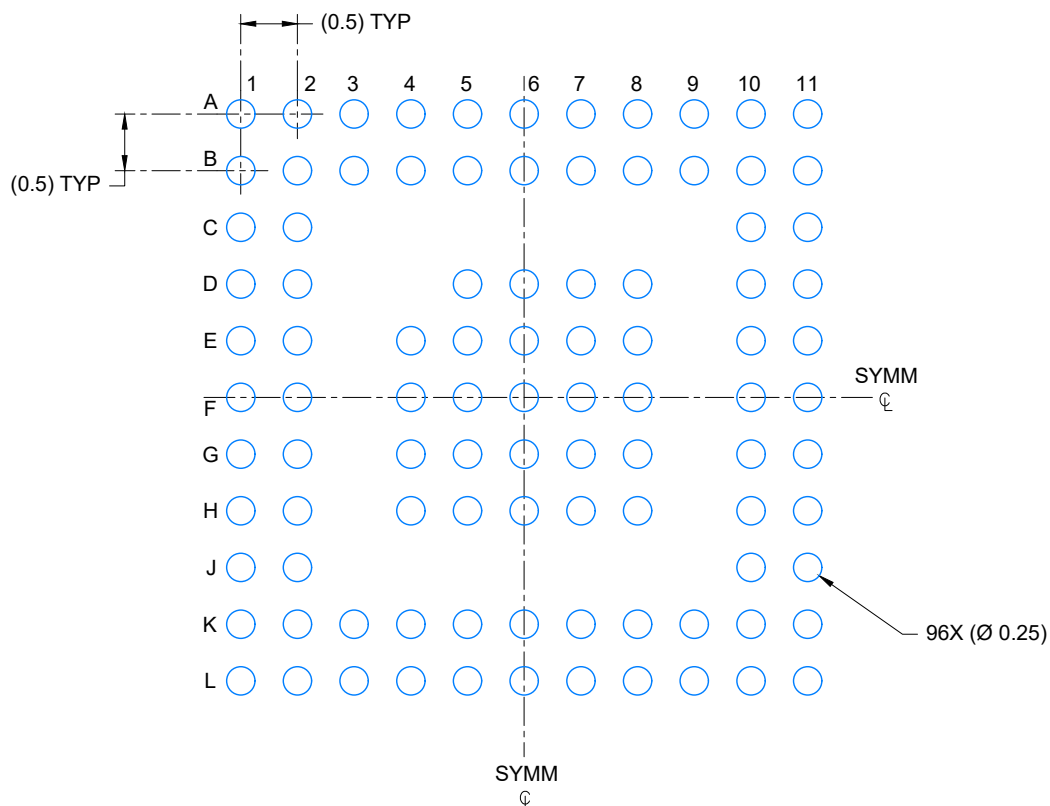 (0.5) TYP
1 2 3 4 5 6 7 8 9 10 11
A
B
(0.5) TYP
C
D
E
SYMM
℄
F
G
H
J
K
96X (Ø 0.25)
L
SYMM
℄